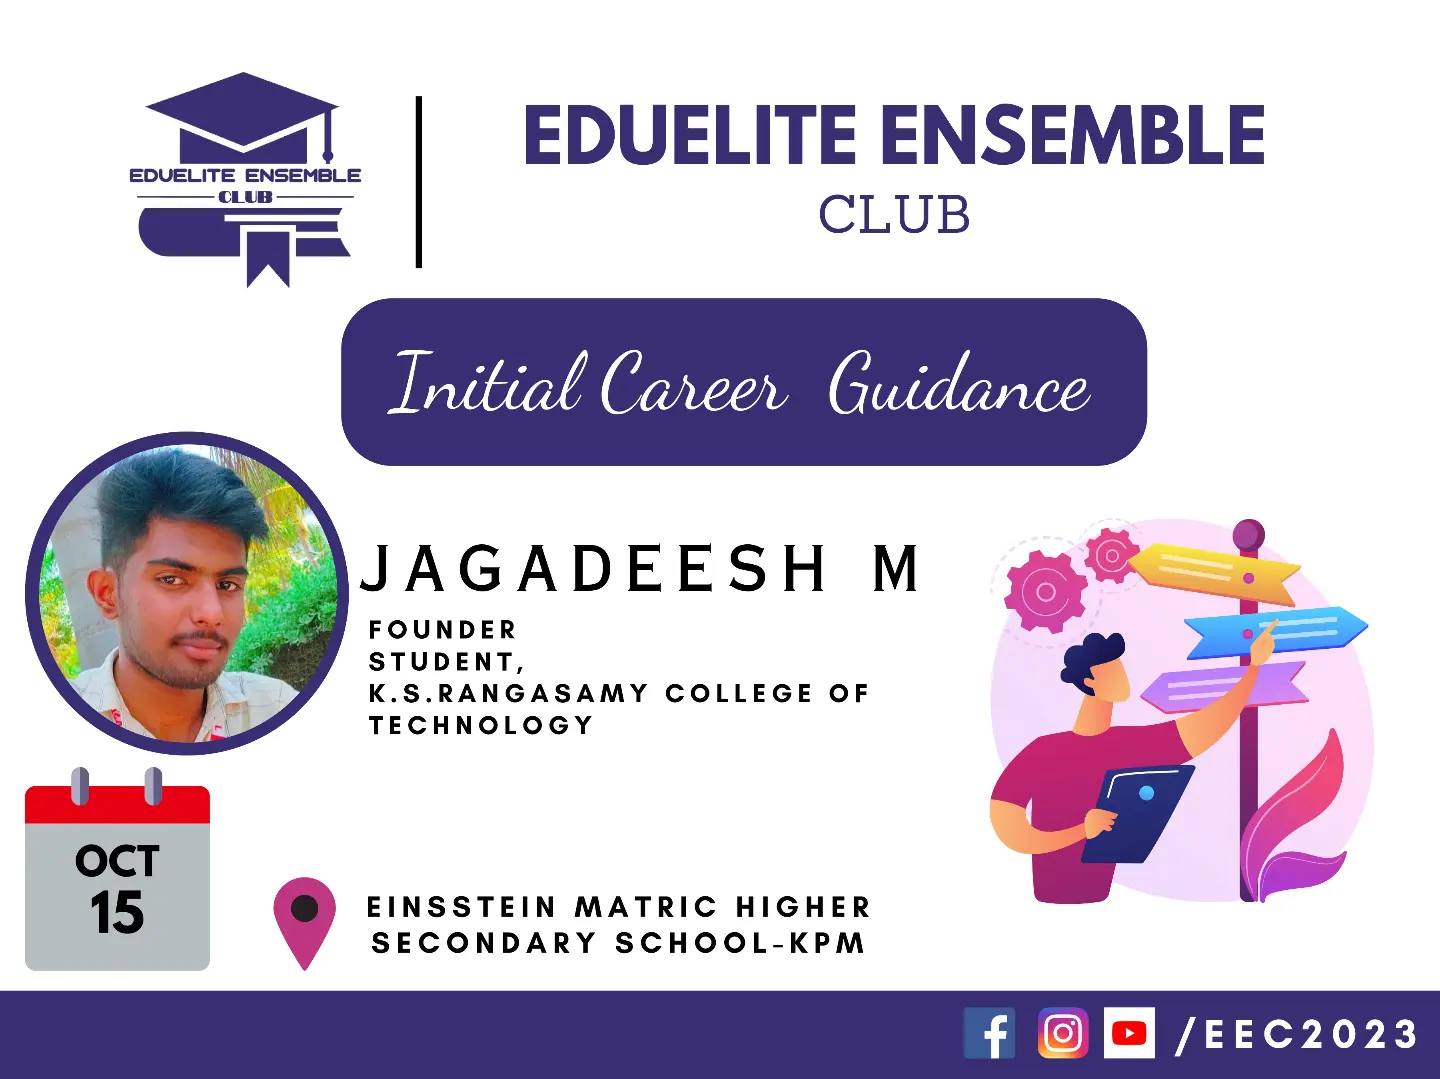 EDUELITE ENSEMBLE
CLUB
EDUELITE ENSEMBLE
CLUB
Initial Career Guidance
JAGADEESH M
FOUNDER
STUDENT,
K.S.RANGASAMY COLLEGE OF
TECHNOLOGY
OCT
15
EINSSTEIN MATRIC HIGHER
SECONDARY SCHOOL-KPM
/EEC2023